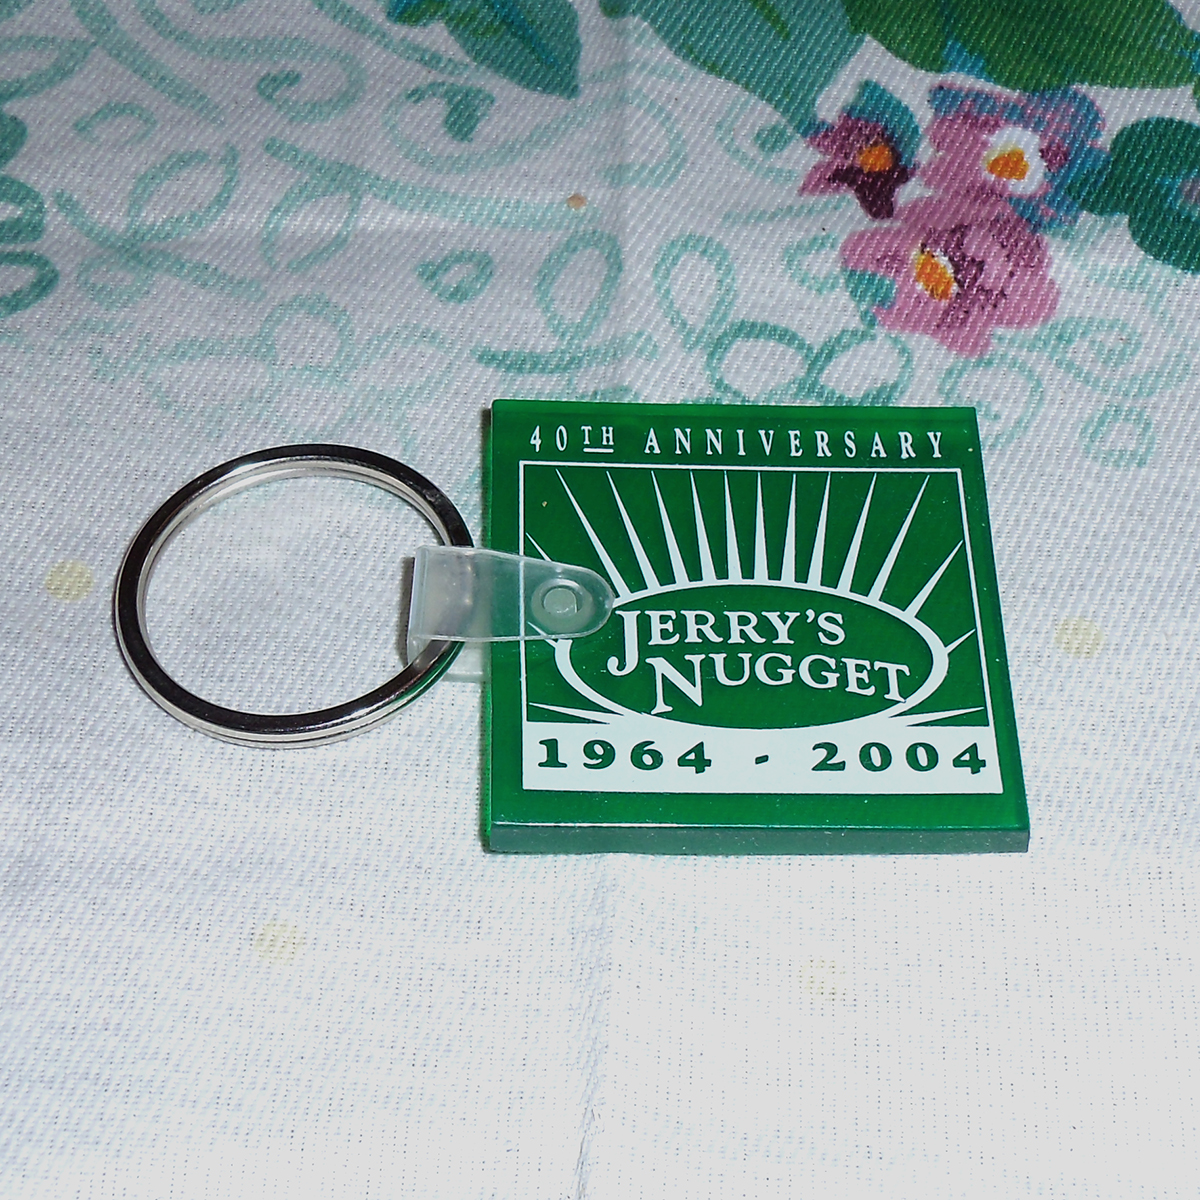 40TH ANNIVERSARY
JERRY'S
NUGGET
1964 - 2004